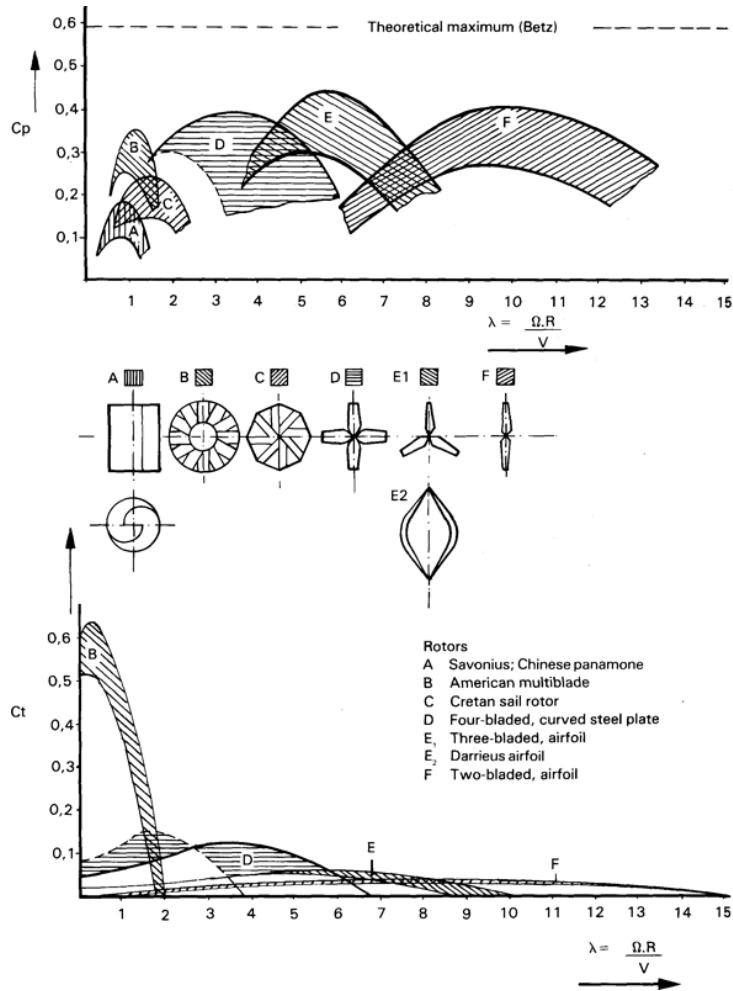 0,6
Theoretical maximum (Betz)
0,5
0,4
Cp
E
F
B
D
0,3
0,2
C
A
0,1
1 2 3 4 5 6 7 8 9 10 11 12 13 14 15
λ = Ω.R
V
A B C D E1 F
E2
0,6
B
0,5
Ct
0,4
0,3
0,2
0,1
D
E
F
1 2 3 4 5 6 7 8 9 10 11 12 13 14 15
Rotors
A Savonius; Chinese panamone
B American multiblade
C Cretan sail rotor
D Four-bladed, curved steel plate
E₁ Three-bladed, airfoil
E₂ Darrieus airfoil
F Two-bladed, airfoil
λ = Ω.R
V